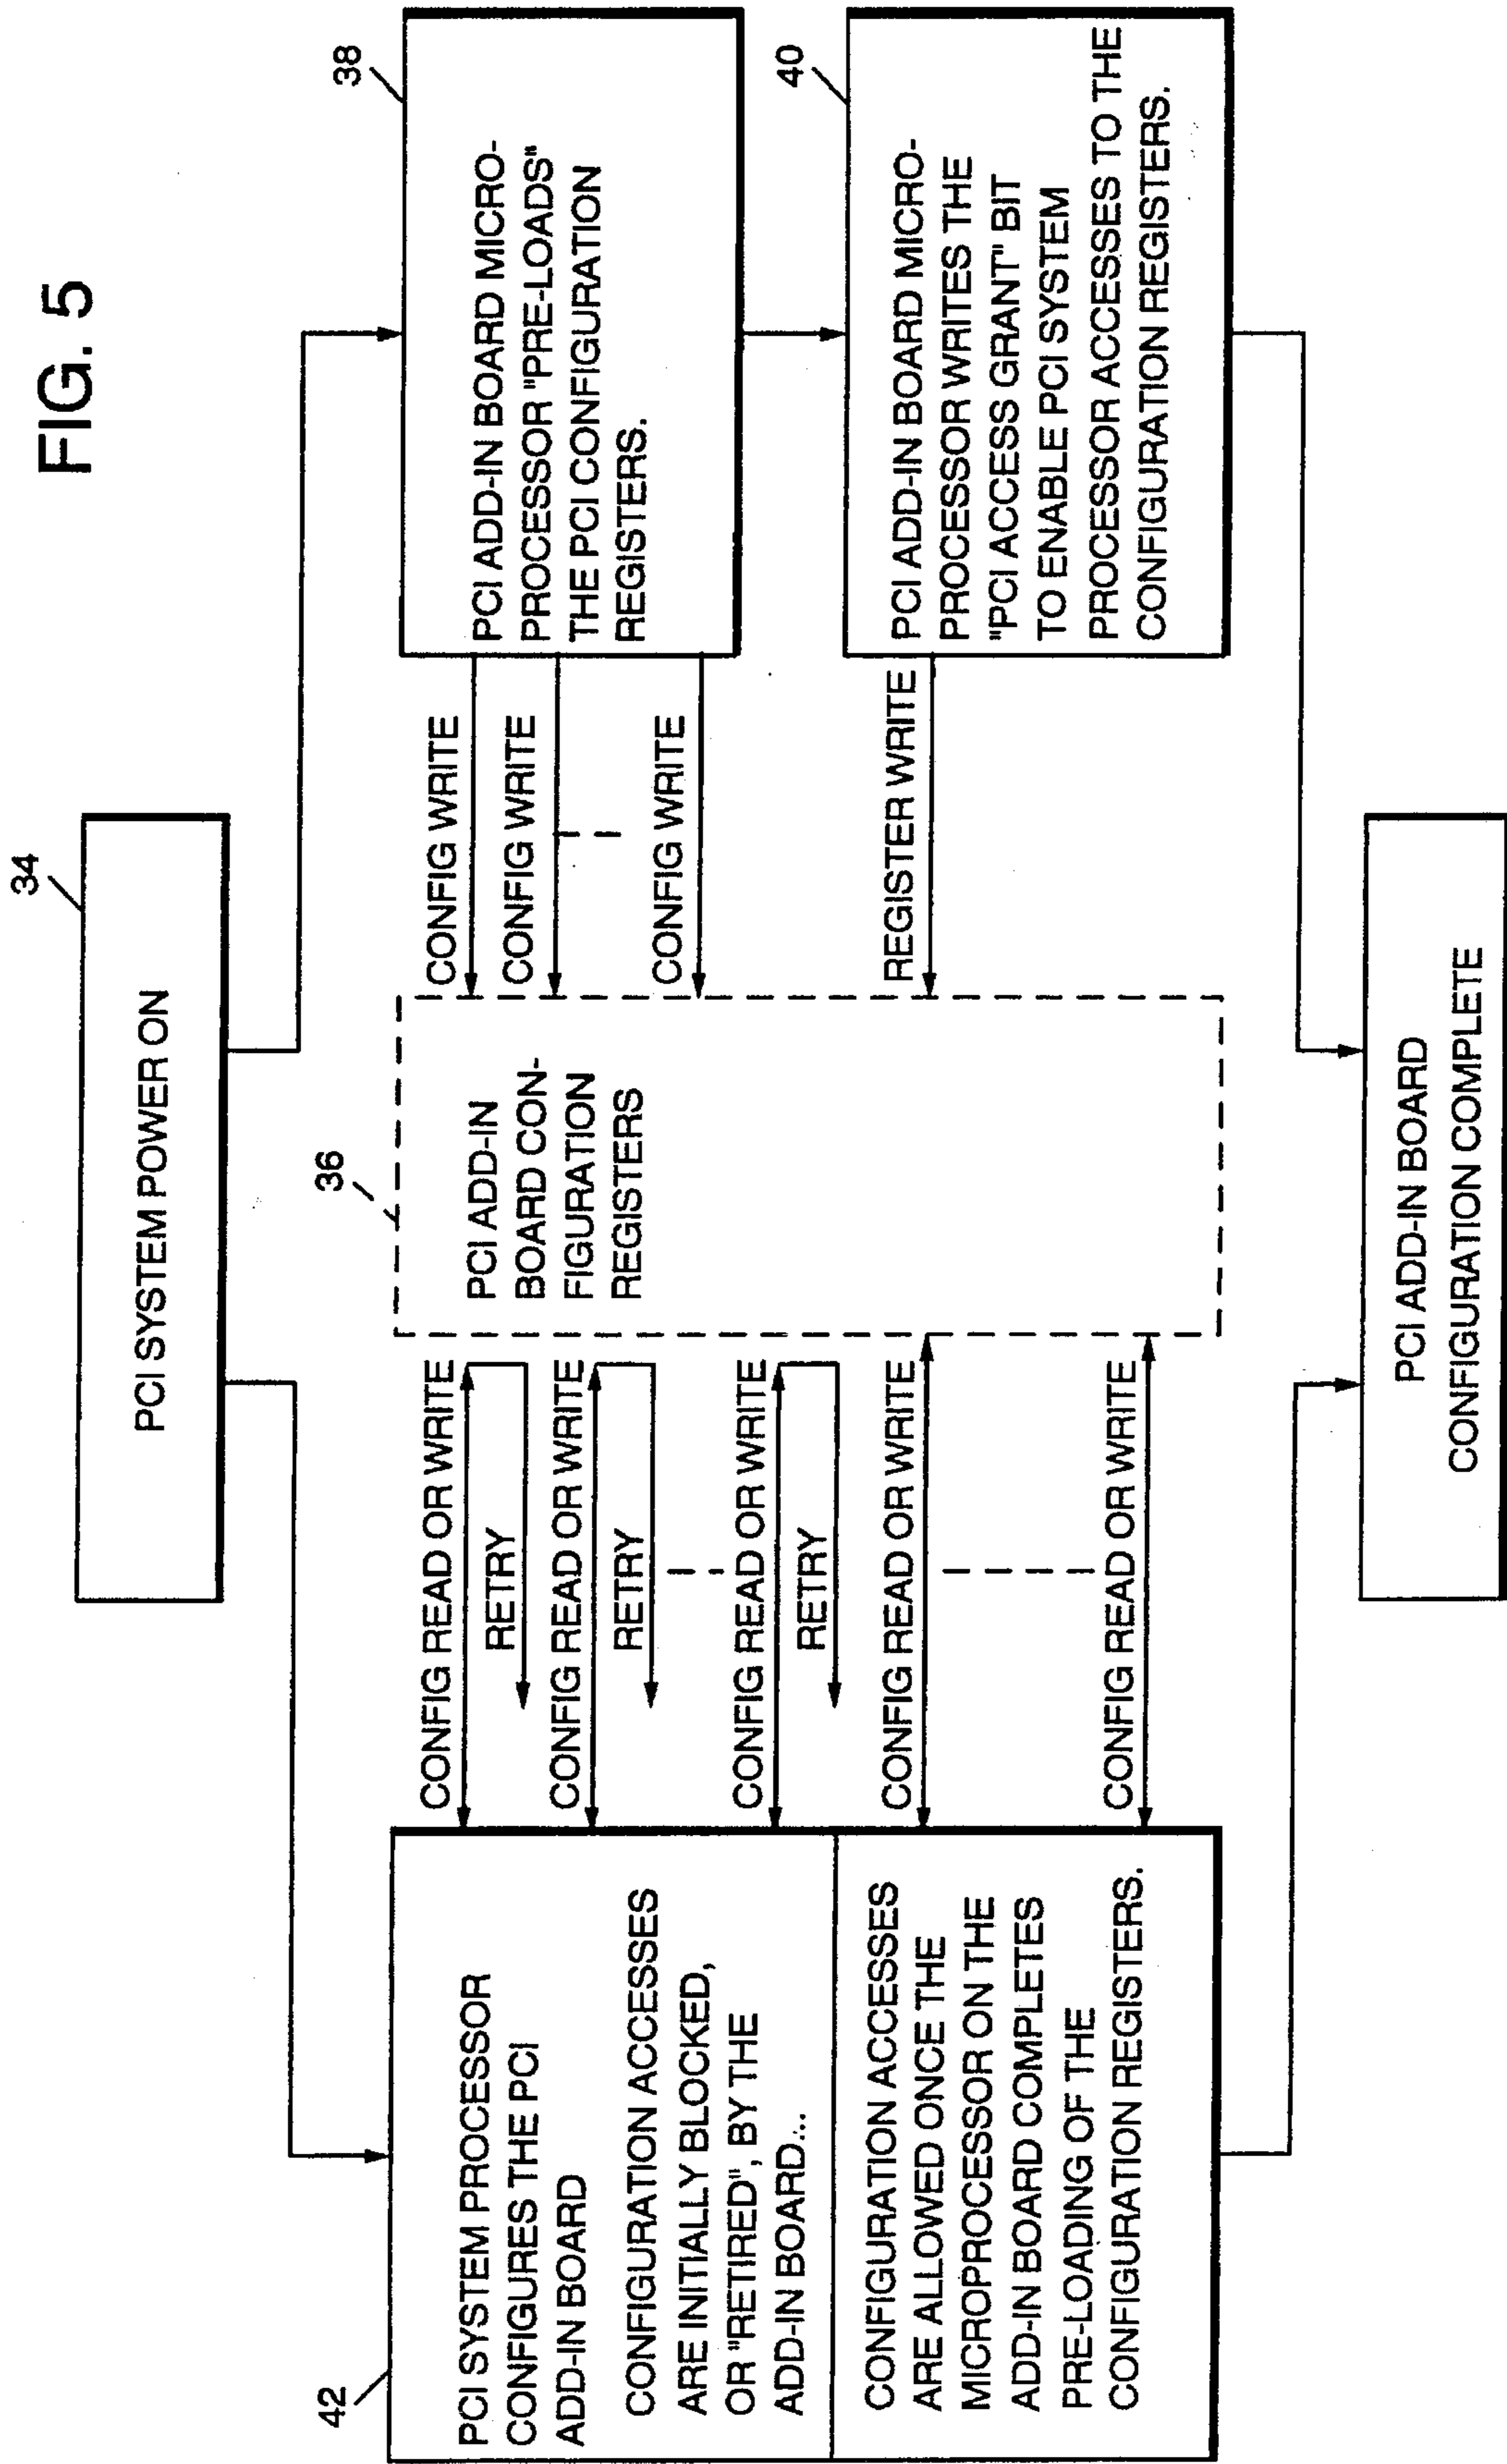 FIG. 5
34
PCI SYSTEM POWER ON
42
PCI SYSTEM PROCESSOR
CONFIGURES THE PCI
ADD-IN BOARD
CONFIGURATION ACCESSES
ARE INITIALLY BLOCKED,
OR "RETIRED", BY THE
ADD-IN BOARD...
CONFIGURATION ACCESSES
ARE ALLOWED ONCE THE
MICROPROCESSOR ON THE
ADD-IN BOARD COMPLETES
PRE-LOADING OF THE
CONFIGURATION REGISTERS.
CONFIG READ OR WRITE
RETRY
CONFIG READ OR WRITE
RETRY
CONFIG READ OR WRITE
RETRY
CONFIG READ OR WRITE
CONFIG READ OR WRITE
36
PCI ADD-IN
BOARD CON-
FIGURATION
REGISTERS
CONFIG WRITE
CONFIG WRITE
CONFIG WRITE
REGISTER WRITE
38
PCI ADD-IN BOARD MICRO-
PROCESSOR "PRE-LOADS"
THE PCI CONFIGURATION
REGISTERS.
40
PCI ADD-IN BOARD MICRO-
PROCESSOR WRITES THE
"PCI ACCESS GRANT" BIT
TO ENABLE PCI SYSTEM
PROCESSOR ACCESSES TO THE
CONFIGURATION REGISTERS.
PCI ADD-IN BOARD
CONFIGURATION COMPLETE